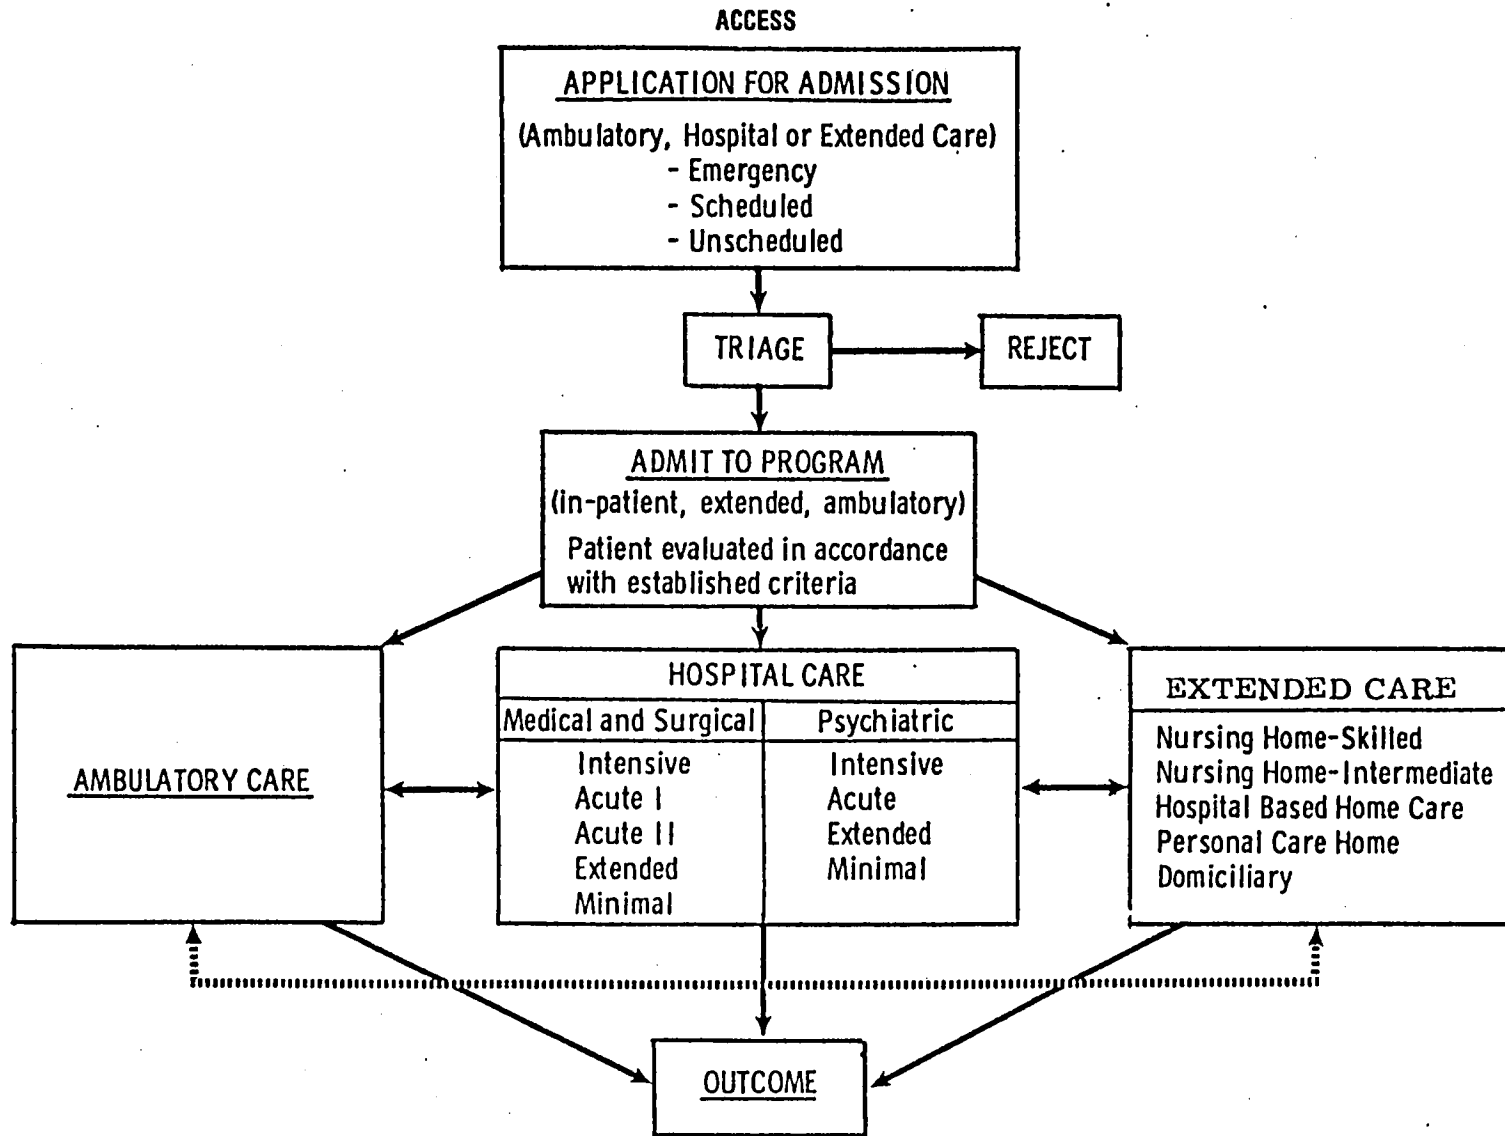 ACCESS
APPLICATION FOR ADMISSION
(Ambulatory, Hospital or Extended Care)
- Emergency
- Scheduled
- Unscheduled
TRIAGE
REJECT
ADMIT TO PROGRAM
(in-patient, extended, ambulatory)
Patient evaluated in accordance
with established criteria
AMBULATORY CARE
HOSPITAL CARE
Medical and Surgical
Intensive
Acute I
Acute II
Extended
Minimal
Psychiatric
Intensive
Acute
Extended
Minimal
EXTENDED CARE
Nursing Home-Skilled
Nursing Home-Intermediate
Hospital Based Home Care
Personal Care Home
Domiciliary
OUTCOME